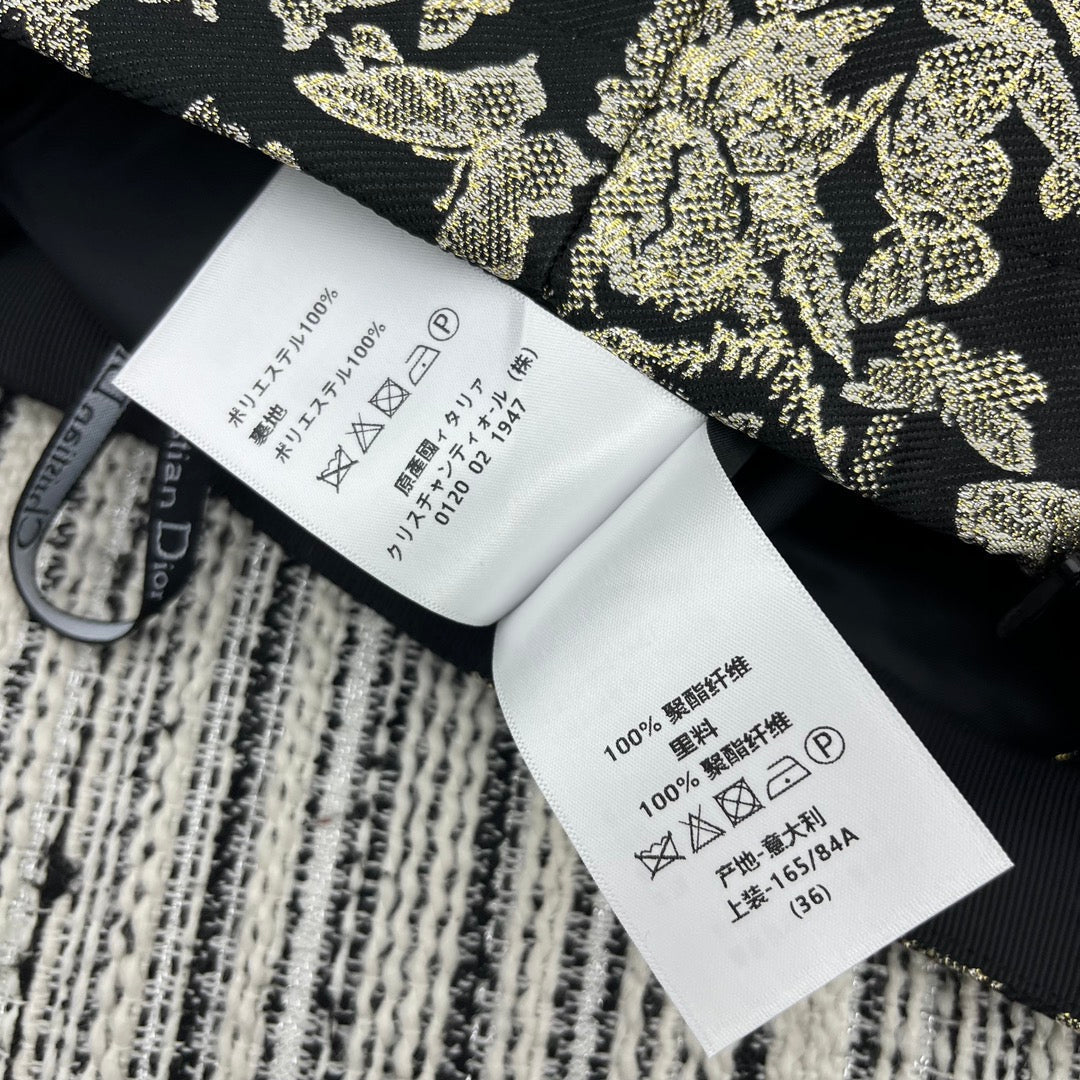 ポリエステル100%
裏地
ポリエステル100%
P
原産國イタリア
クリスチャンディオール (株)
0120 02 1947
Christian
tian Dior
100% 聚酯纤维
里料
100% 聚酯纤维
P
产地-意大利
上装-165/84A
(36)